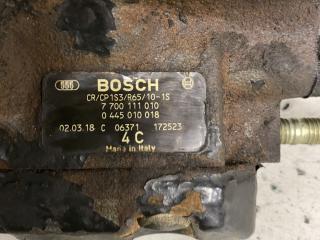 BOSCH
CR/CP1S3/R65/10-1S
7 700 111 010
0 445 010 018
02.03.18 C 06371 172523
4 C
Made in Italy